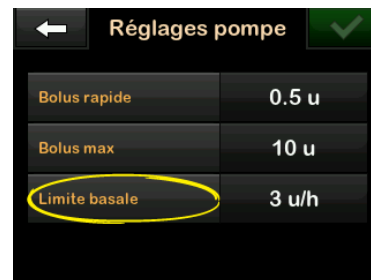 Réglages pompe
Bolus rapide 0.5 u
Bolus max 10 u
Limite basale 3 u/h